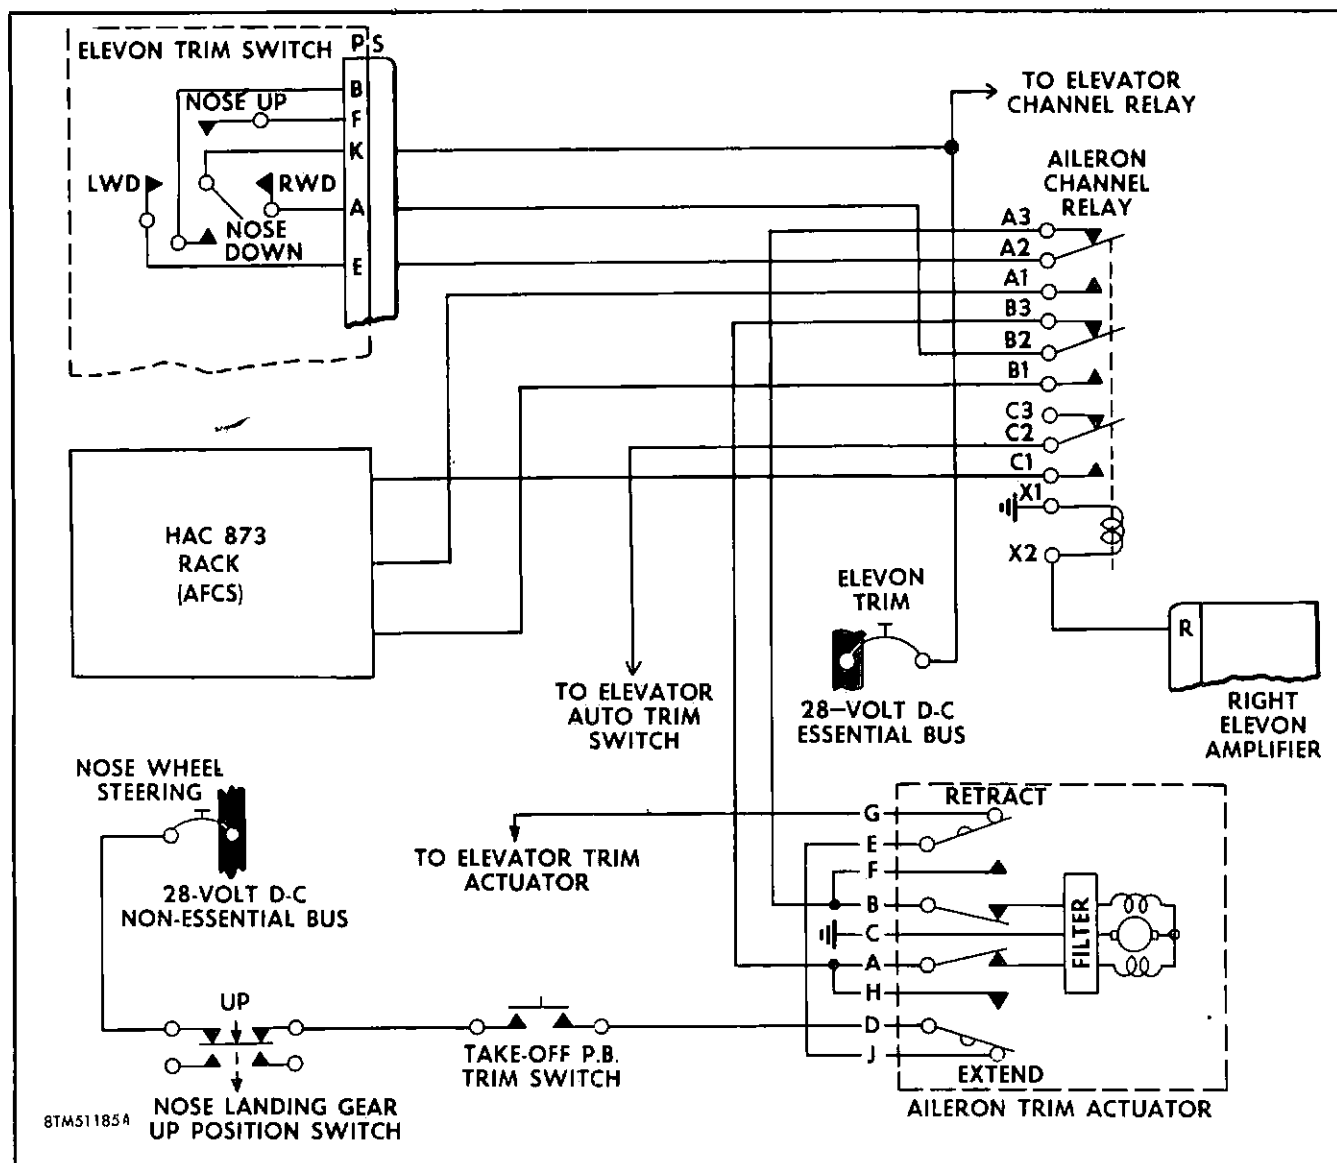 ELEVON TRIM SWITCH
P S
B
NOSE UP
F
K
LWD
RWD
A
NOSE
DOWN
E
TO ELEVATOR
CHANNEL RELAY
AILERON
CHANNEL
RELAY
A3
A2
A1
B3
B2
B1
C3
C2
C1
X1
X2
HAC 873
RACK
(AFCS)
ELEVON
TRIM
28-VOLT D-C
ESSENTIAL BUS
R
RIGHT
ELEVON
AMPLIFIER
TO ELEVATOR
AUTO TRIM
SWITCH
NOSE WHEEL
STEERING
28-VOLT D-C
NON-ESSENTIAL BUS
TO ELEVATOR TRIM
ACTUATOR
RETRACT
G
E
F
B
C
A
H
D
J
FILTER
EXTEND
AILERON TRIM ACTUATOR
UP
TAKE-OFF P.B.
TRIM SWITCH
NOSE LANDING GEAR
UP POSITION SWITCH
8TM51185A